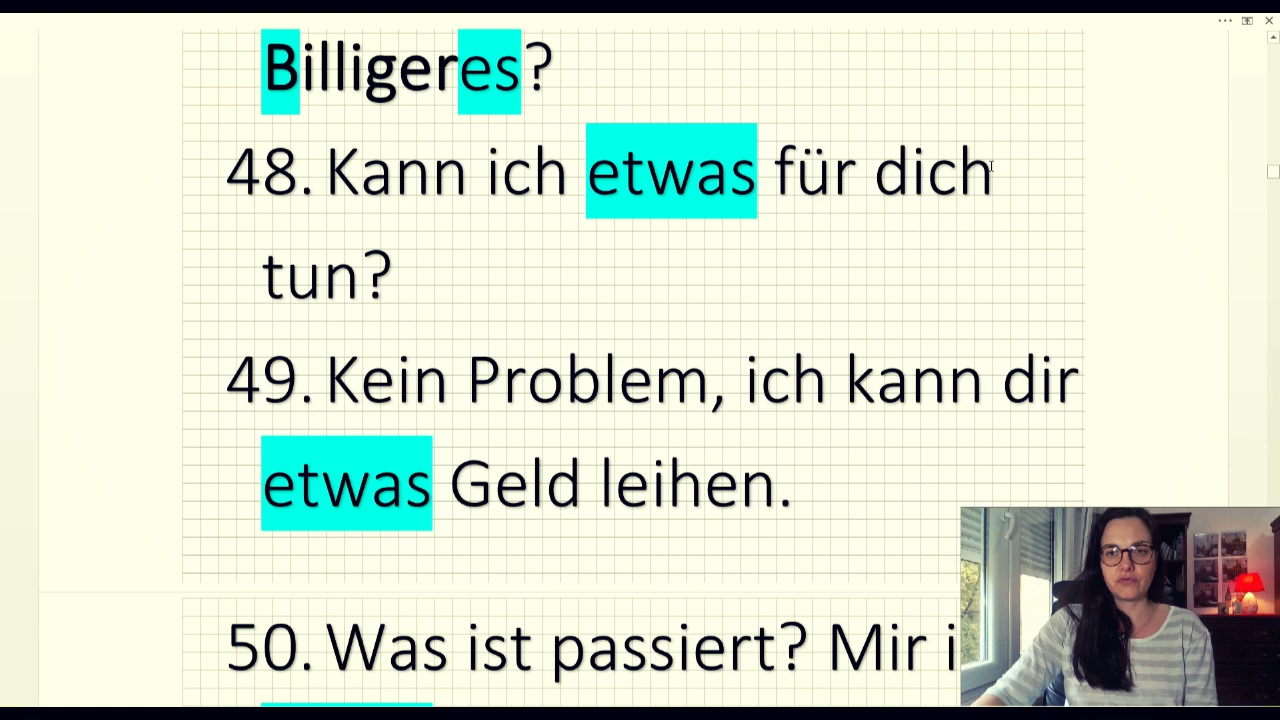 Billigeres?
48. Kann ich etwas für dich
tun?
49. Kein Problem, ich kann dir
etwas Geld leihen.
50. Was ist passiert? Mir i